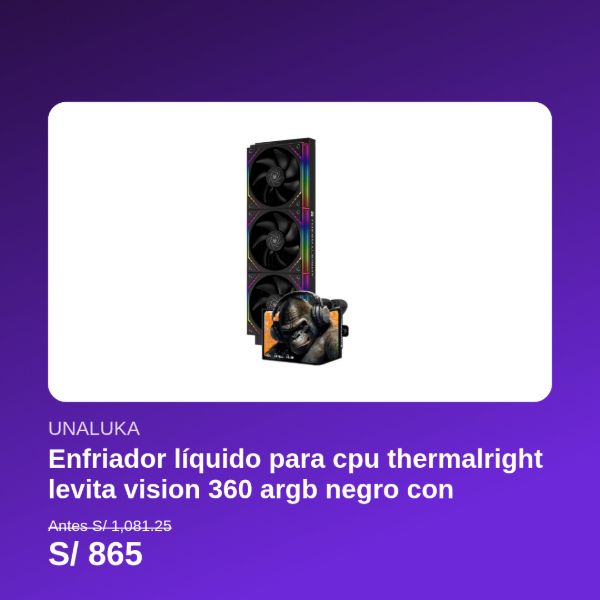 UNALUKA
Enfriador líquido para cpu thermalright
levita vision 360 argb negro con
Antes S/ 1,081.25
S/ 865